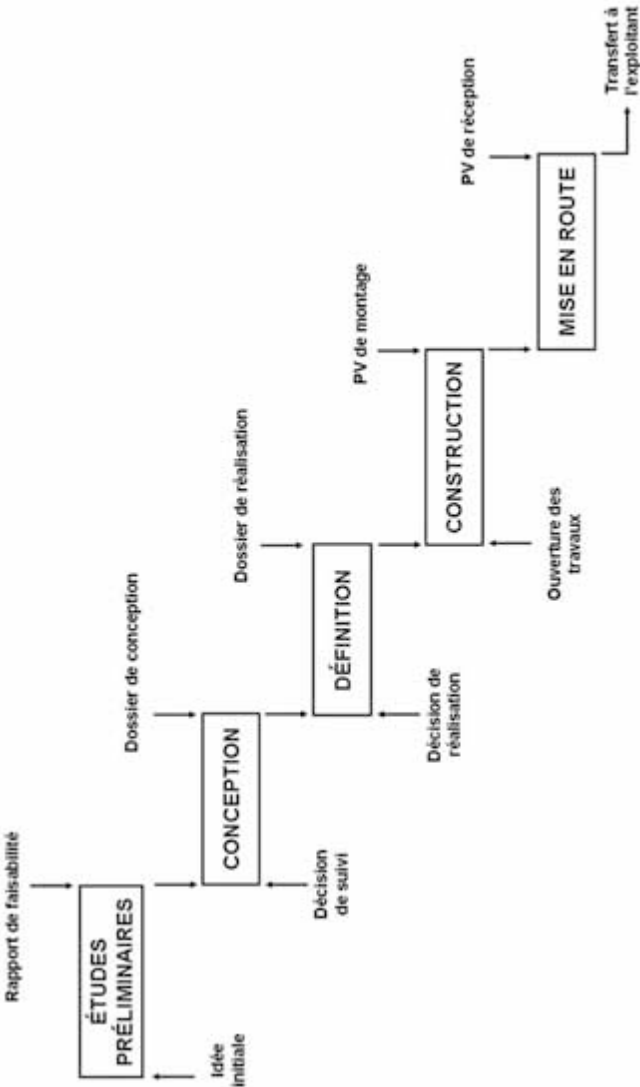 Rapport de faisabilité
ÉTUDES
PRÉLIMINAIRES
Idée
initiale
Dossier de conception
CONCEPTION
Décision
de suivi
Dossier de réalisation
DÉFINITION
Décision de
réalisation
PV de montage
CONSTRUCTION
Ouverture des
travaux
PV de réception
MISE EN ROUTE
Transfert à
l'exploitant